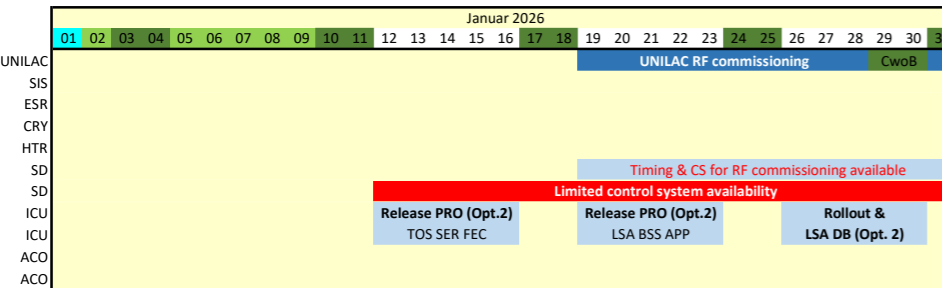 Januar 2026
01 02 03 04 05 06 07 08 09 10 11 12 13 14 15 16 17 18 19 20 21 22 23 24 25 26 27 28 29 30 3
UNILAC UNILAC RF commissioning CwoB
SIS
ESR
CRY
HTR
SD Timing & CS for RF commissioning available
SD Limited control system availability
ICU Release PRO (Opt.2) Release PRO (Opt.2) Rollout &
ICU TOS SER FEC LSA BSS APP LSA DB (Opt. 2)
ACO
ACO